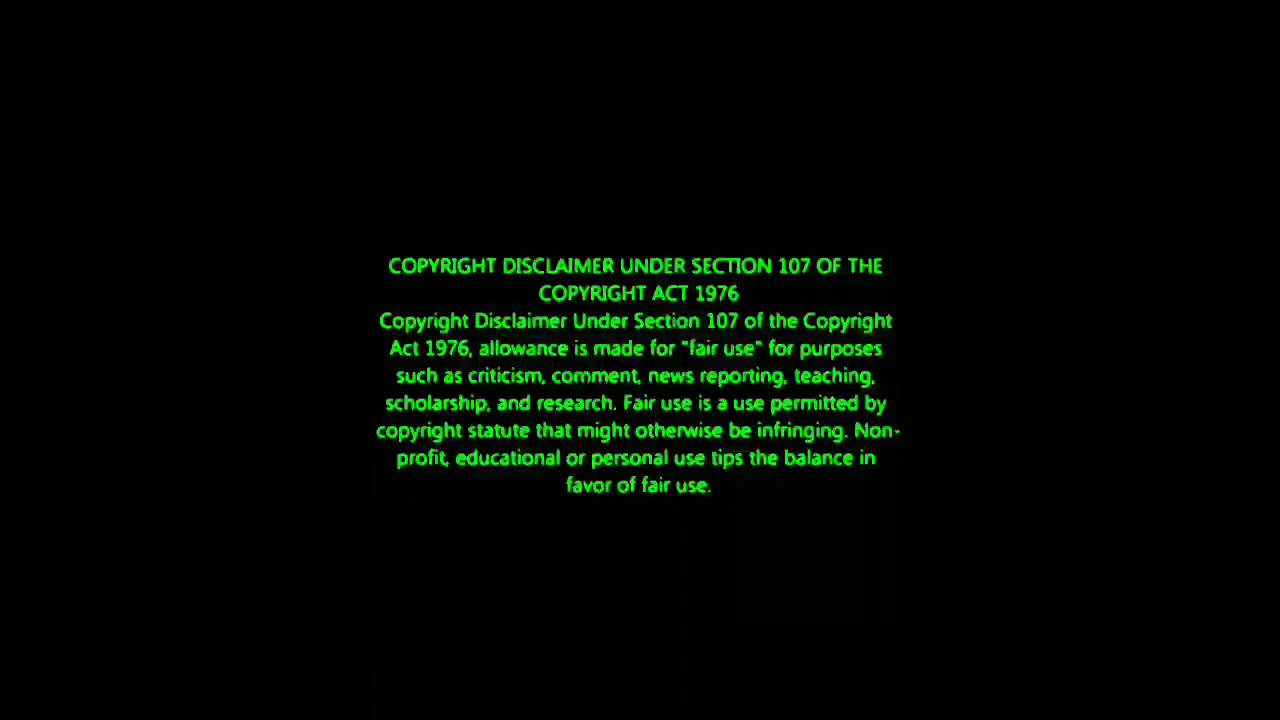 COPYRIGHT DISCLAIMER UNDER SECTION 107 OF THE
COPYRIGHT ACT 1976
Copyright Disclaimer Under Section 107 of the Copyright
Act 1976, allowance is made for "fair use" for purposes
such as criticism, comment, news reporting, teaching,
scholarship, and research. Fair use is a use permitted by
copyright statute that might otherwise be infringing. Non-
profit, educational or personal use tips the balance in
favor of fair use.